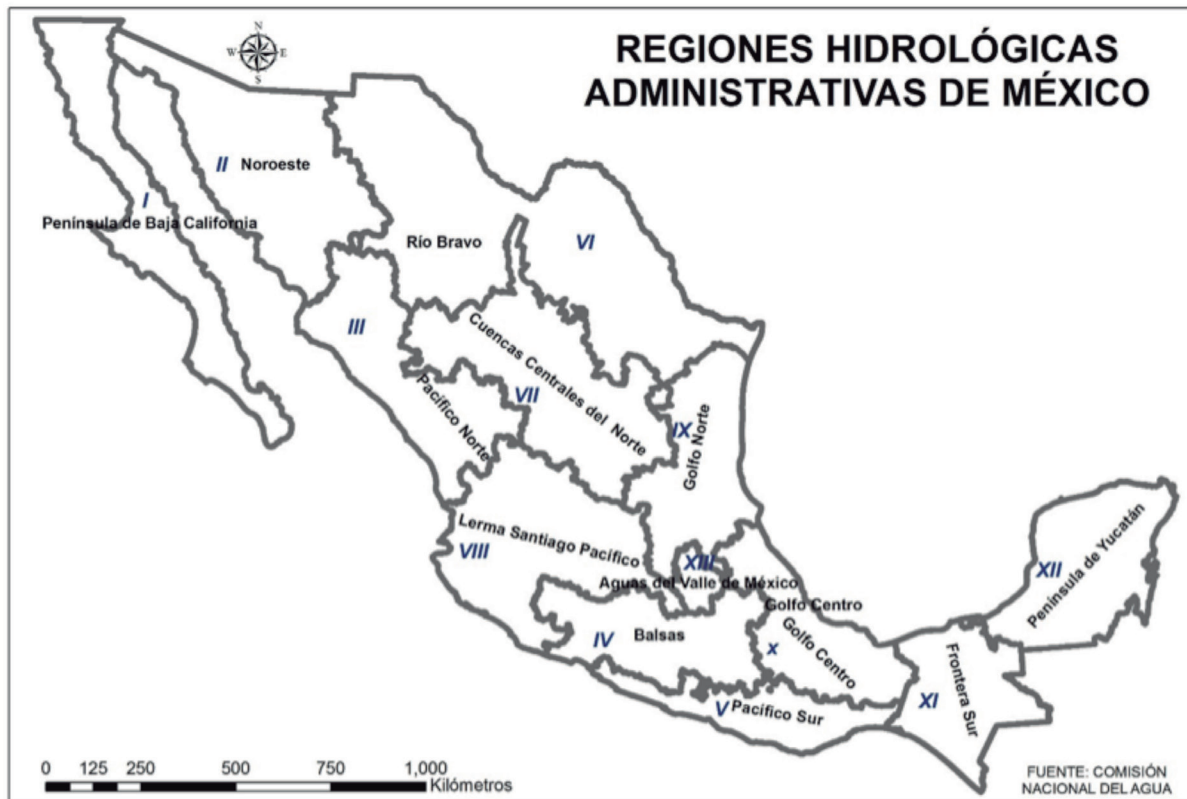 REGIONES HIDROLÓGICAS
ADMINISTRATIVAS DE MÉXICO
N
W E
S
II Noroeste
I
Península de Baja California
Río Bravo
VI
III
Cuencas Centrales del Norte
VII
Pacífico Norte
IX
Golfo Norte
Lerma Santiago Pacífico
VIII
XIII
Aguas del Valle de México
XII
Península de Yucatán
Golfo Centro
Golfo Centro
IV
Balsas
x
Frontera Sur
XI
V
Pacífico Sur
0 125 250 500 750 1,000
Kilómetros
FUENTE: COMISIÓN
NACIONAL DEL AGUA